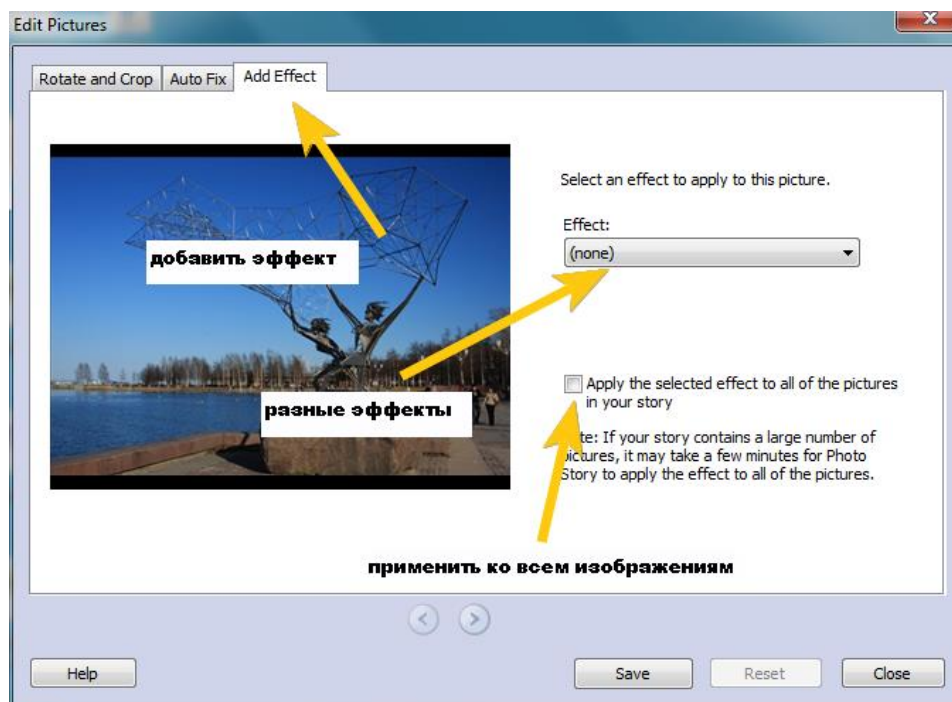 Edit Pictures
Rotate and Crop
Auto Fix
Add Effect
Select an effect to apply to this picture.
Effect:
(none)
добавить эффект
разные эффекты
Apply the selected effect to all of the pictures
in your story
If your story contains a large number of
pictures, it may take a few minutes for Photo
Story to apply the effect to all of the pictures.
применить ко всем изображениям
Help
Save
Reset
Close